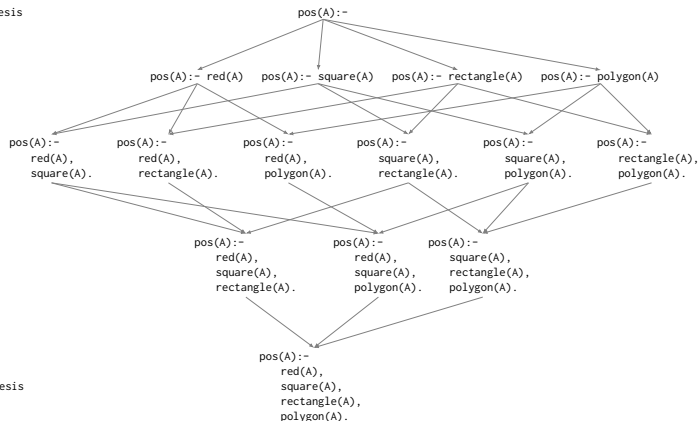 esis
pos(A):-
pos(A):- red(A)
pos(A):- square(A)
pos(A):- rectangle(A)
pos(A):- polygon(A)
pos(A):-
red(A),
square(A).
pos(A):-
red(A),
rectangle(A).
pos(A):-
red(A),
polygon(A).
pos(A):-
square(A),
rectangle(A).
pos(A):-
square(A),
polygon(A).
pos(A):-
rectangle(A),
polygon(A).
pos(A):-
red(A),
square(A),
rectangle(A).
pos(A):-
red(A),
square(A),
polygon(A).
pos(A):-
square(A),
rectangle(A),
polygon(A).
esis
pos(A):-
red(A),
square(A),
rectangle(A),
polygon(A).